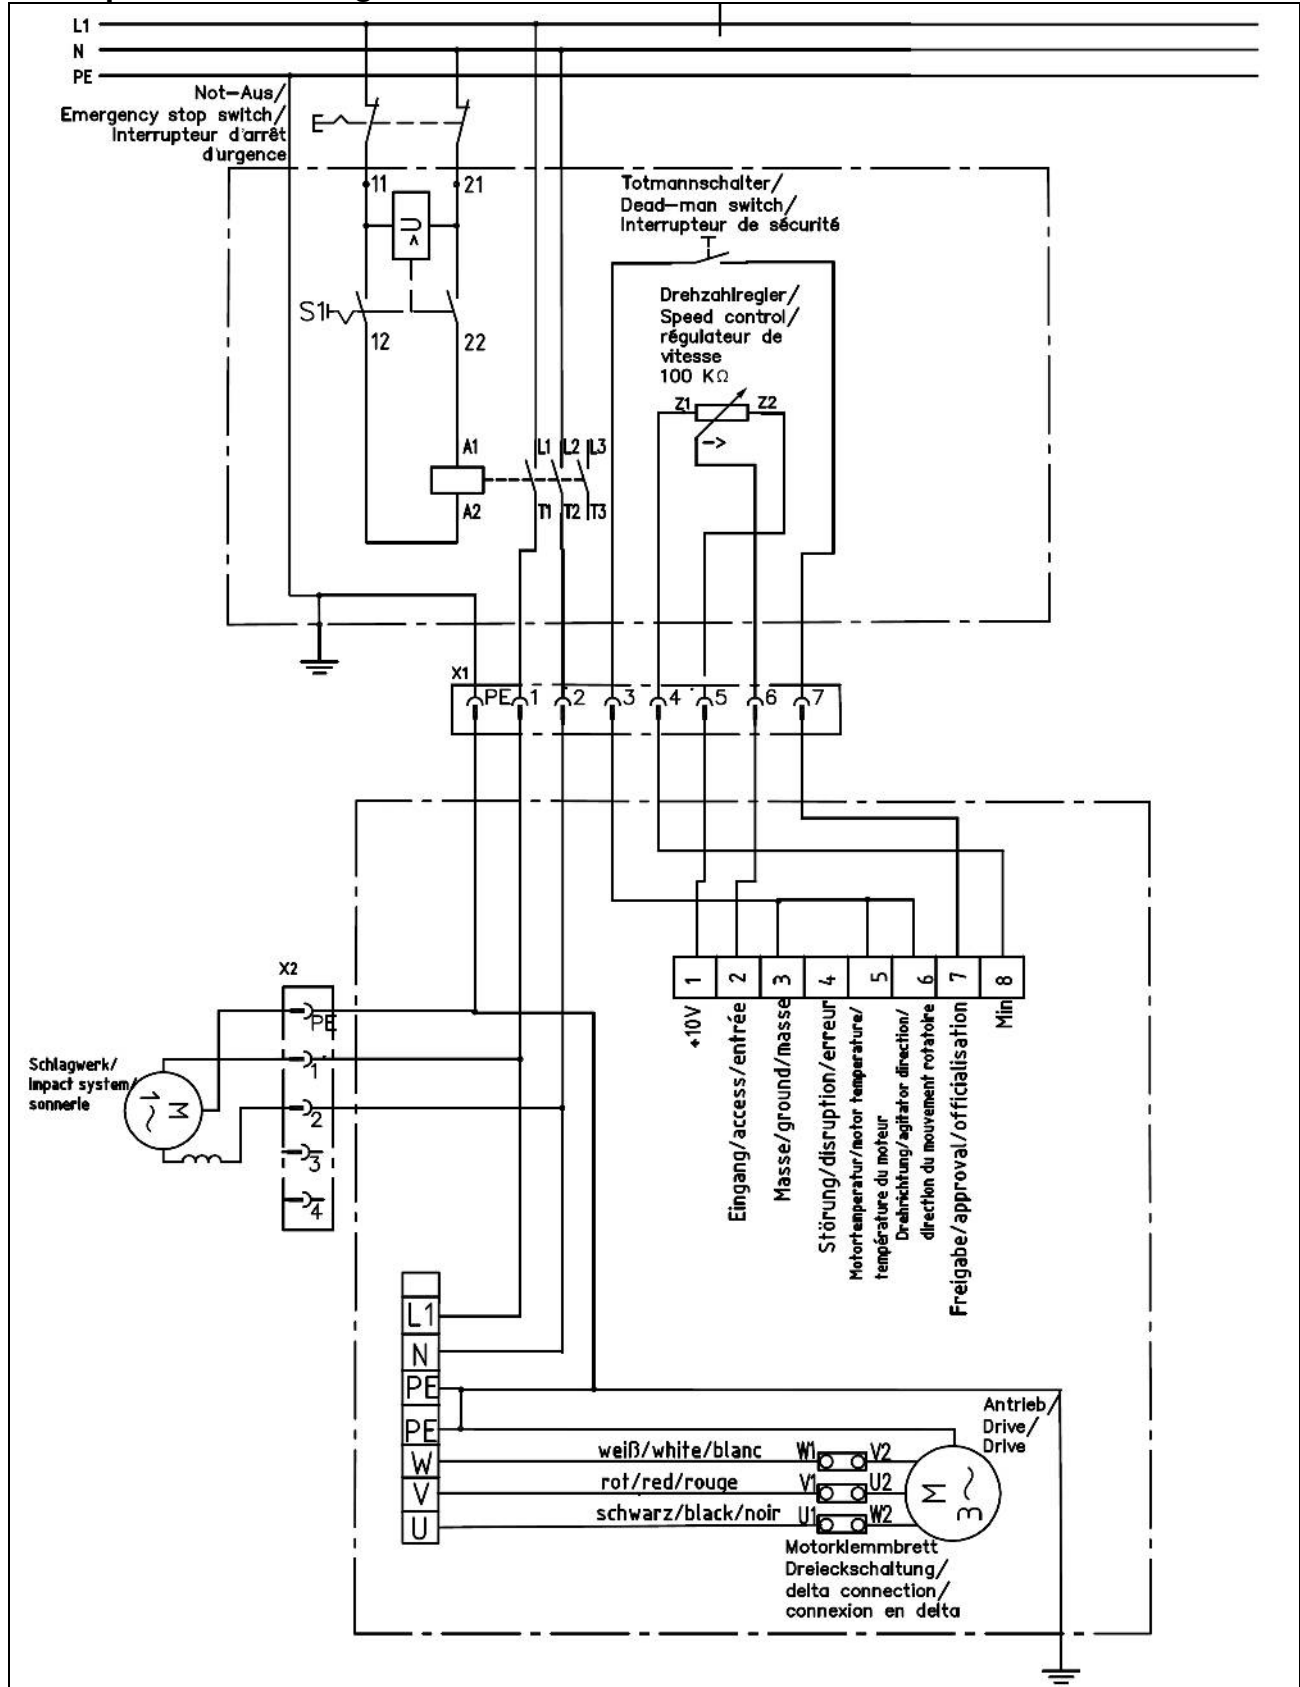 L1
N
PE
Not-Aus/
Emergency stop switch/
Interrupteur d'arrêt
d'urgence
E
11
21
U
S1
12
22
Totmannschalter/
Dead-man switch/
Interrupteur de sécurité
Drehzahlregler/
Speed control/
régulateur de
vitesse
100 KΩ
Z1
Z2
->
A1
A2
L1
L2
L3
T1
T2
T3
X1
PE
1
2
3
4
5
6
7
X2
PE
1
2
3
4
Schlagwerk/
Impact system/
sonnerie
M
1~
1
2
3
4
5
6
7
8
+10V
Eingang/access/entrée
Masse/ground/masse
Störung/disruption/erreur
Motortemperatur/motor temperature/
température du moteur
Drehrichtung/agitator direction/
direction du mouvement rotatoire
Freigabe/approval/officialisation
Min
L1
N
PE
PE
W
V
U
weiß/white/blanc
rot/red/rouge
schwarz/black/noir
W1
V2
V1
U2
U1
W2
M
3~
Antrieb/
Drive/
Drive
Motorklemmbrett
Dreieckschaltung/
delta connection/
connexion en delta